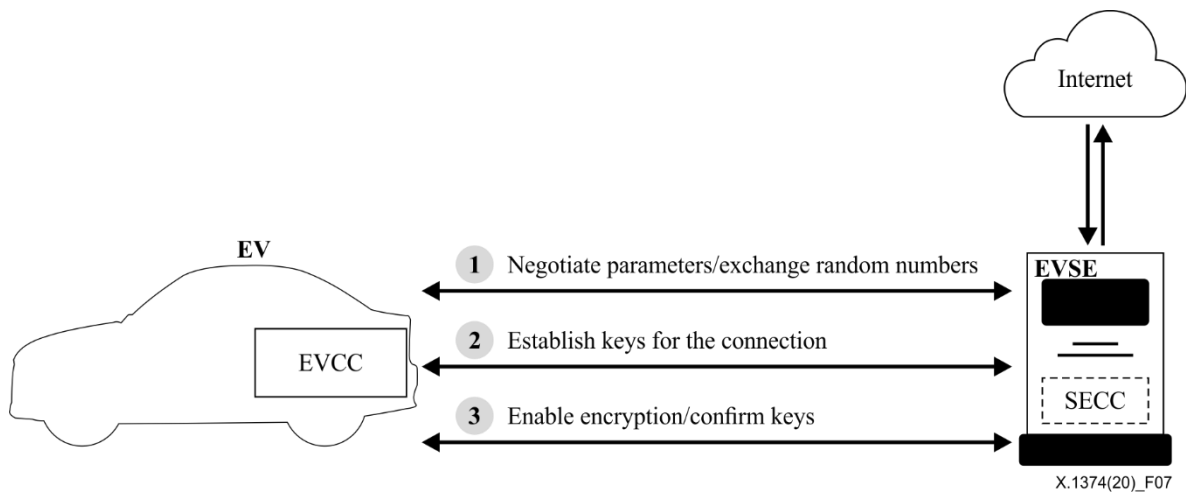 Internet
EV
EVSE
1 Negotiate parameters/exchange random numbers
2 Establish keys for the connection
EVCC
SECC
3 Enable encryption/confirm keys
X.1374(20)_F07